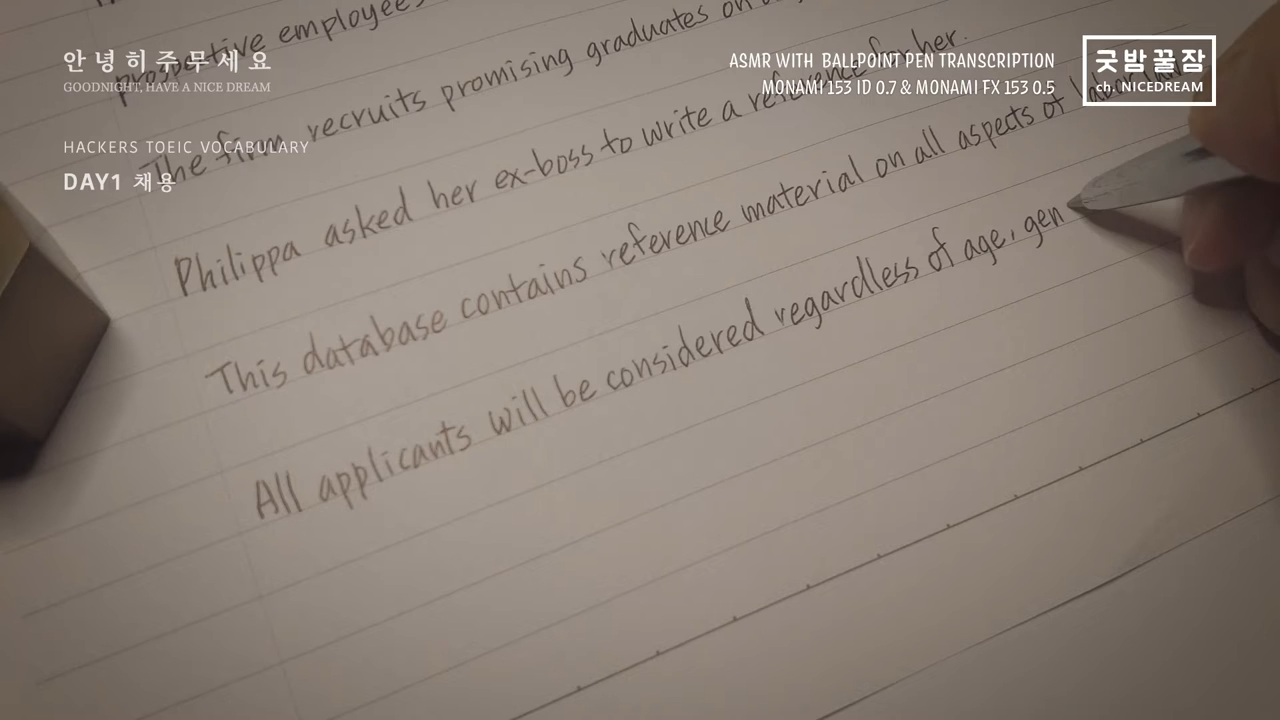 안녕히주무세요
GOODNIGHT, HAVE A NICE DREAM
HACKERS TOEIC VOCABULARY
DAY1 채용
ASMR WITH BALLPOINT PEN TRANSCRIPTION
MONAMI 153 ID 0.7 & MONAMI FX 153 0.5
굿밤꿀잠
ch. NICEDREAM
prospective employees
The firm recruits promising graduates on
Philippa asked her ex-boss to write a reference for her.
This database contains reference material on all aspects of labor law.
All applicants will be considered regardless of age, gen